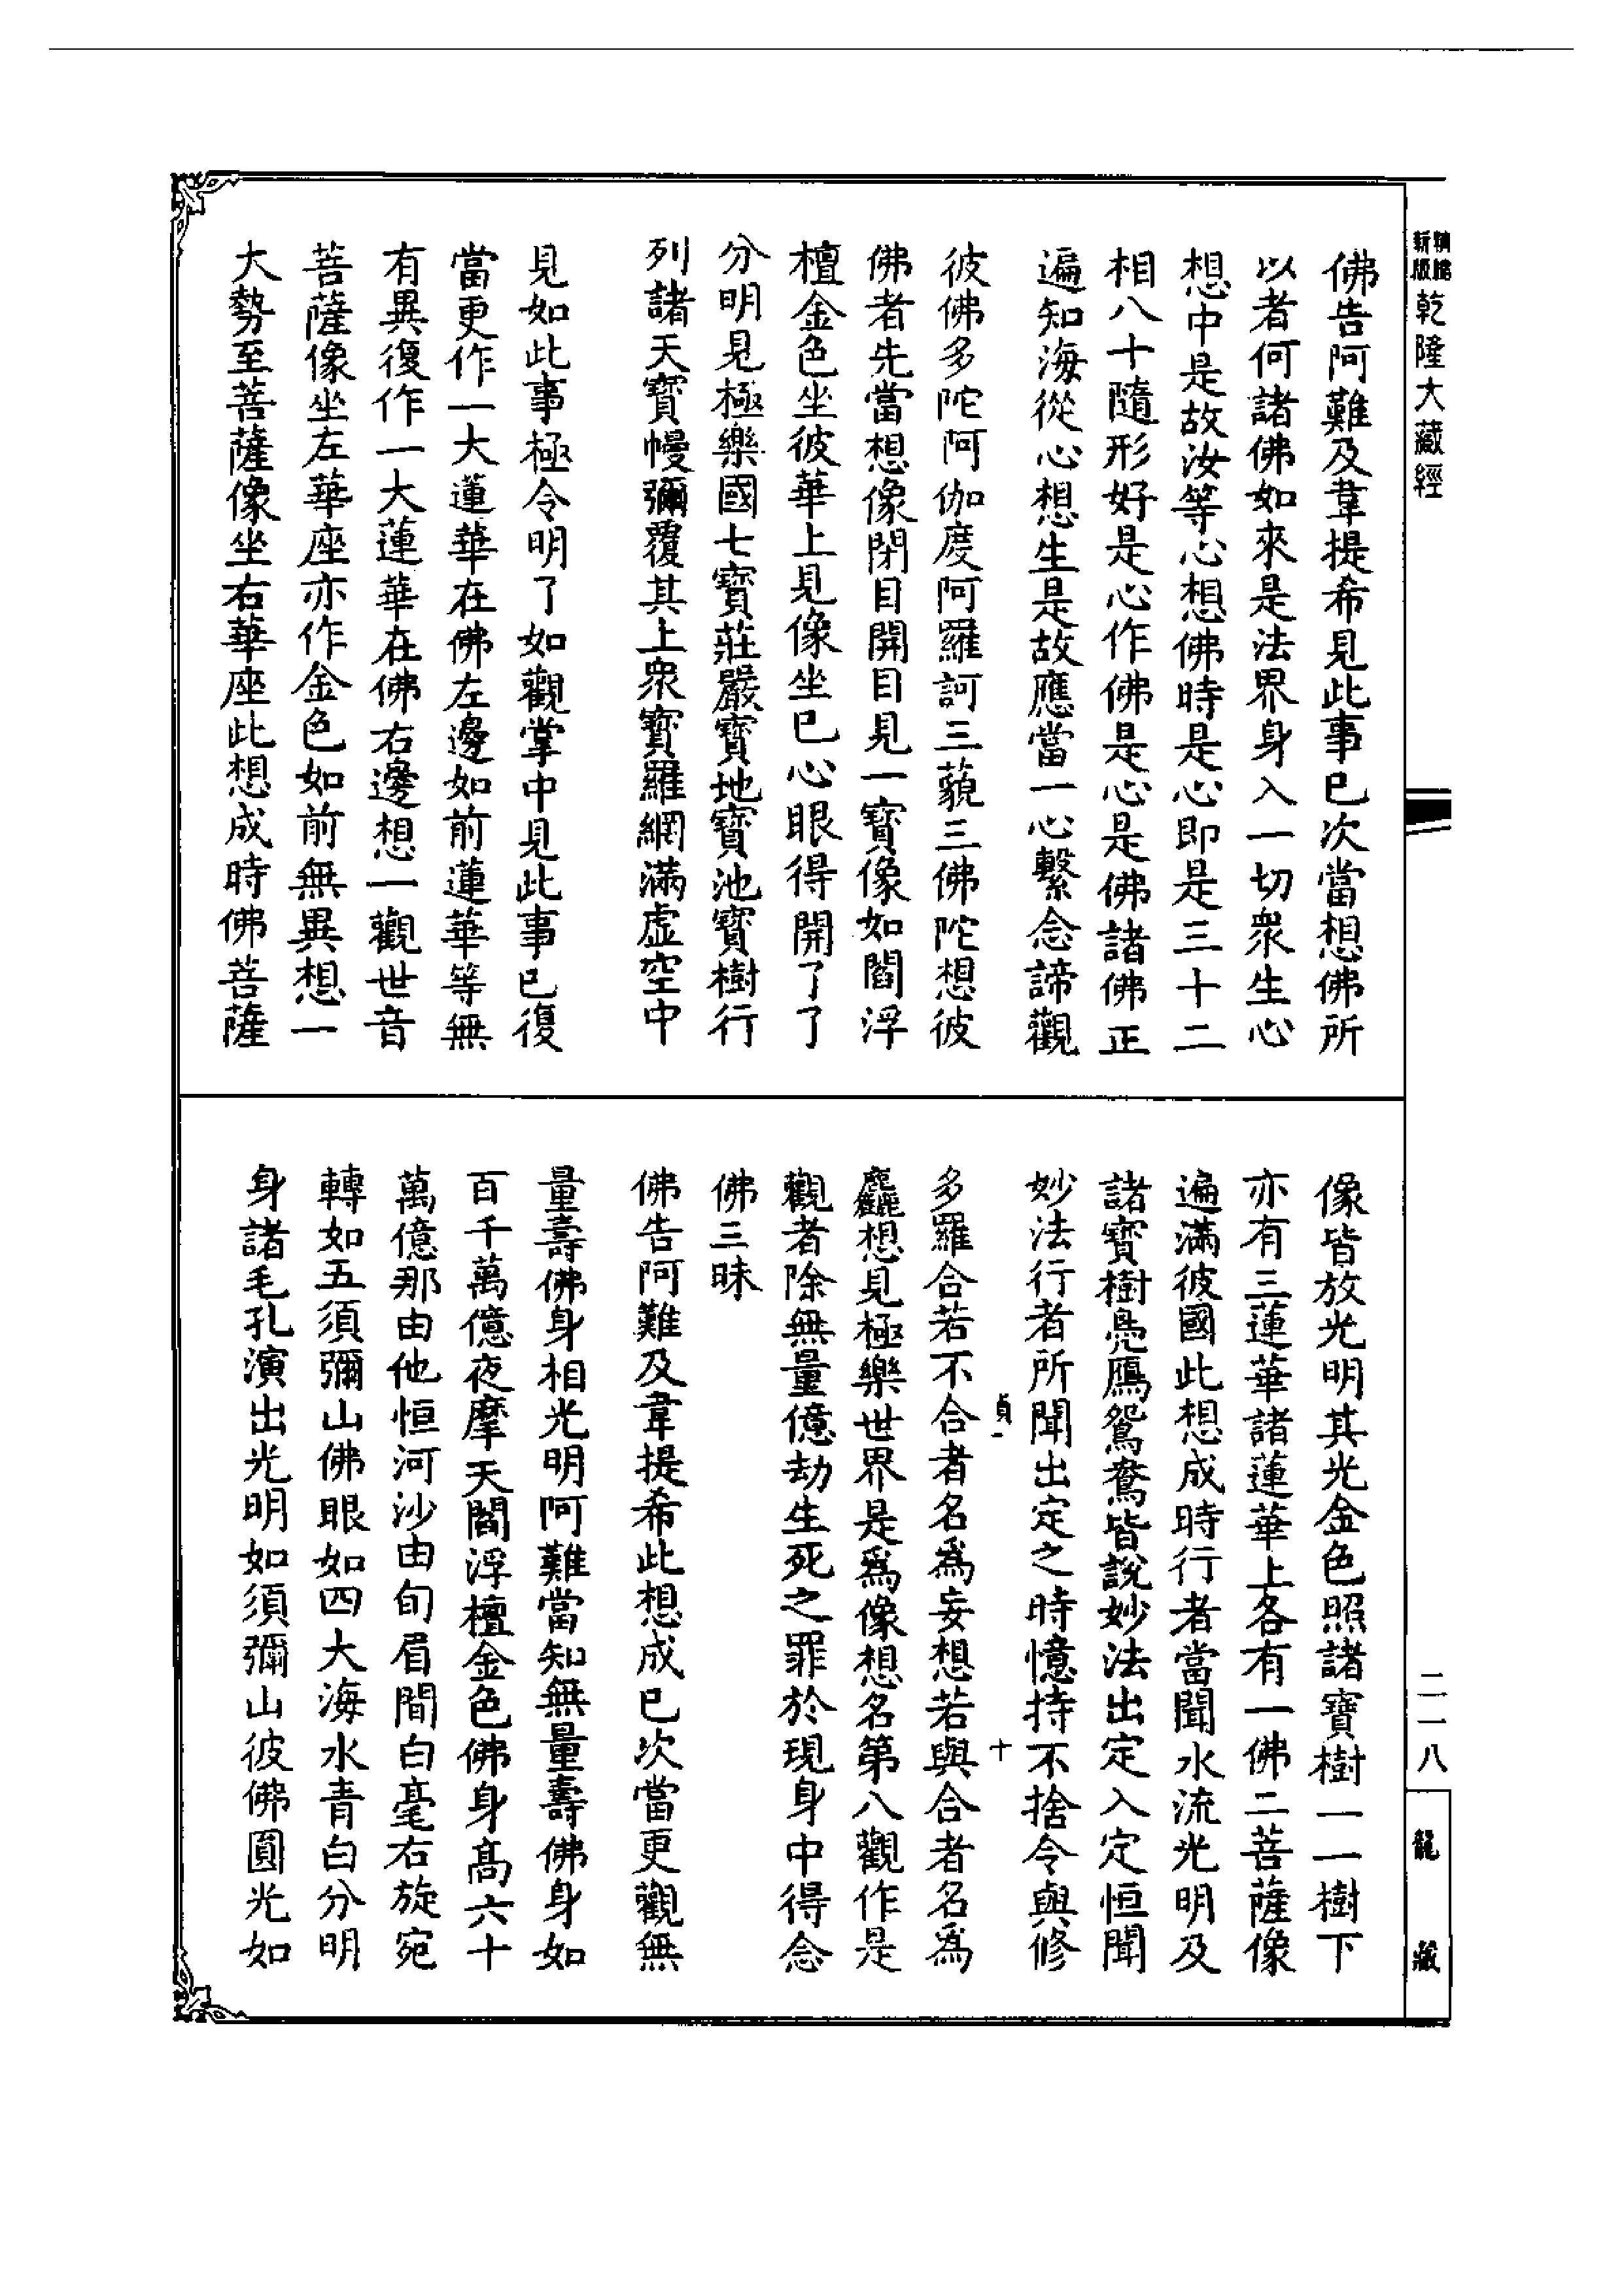 精縮
新版
乾隆大藏經
佛告阿難及韋提希見此事已次當想佛所
以者何諸佛如來是法界身入一切衆生心
想中是故汝等心想佛時是心即是三十二
相八十隨形好是心作佛是心是佛諸佛正
遍知海從心想生是故應當一心繫念諦觀
彼佛多陀阿伽度阿羅訶三藐三佛陀想彼
佛者先當想像閉目開目見一寶像如閻浮
檀金色坐彼華上見像坐已心眼得開了了
分明見極樂國七寶莊嚴寶地寶池寶樹行
列諸天寶幔彌覆其上衆寶羅網滿虛空中
見如此事極令明了如觀掌中見此事已復
當更作一大蓮華在佛左邊如前蓮華等無
有異復作一大蓮華在佛右邊想一觀世音
菩薩像坐左華座亦作金色如前無異想一
大勢至菩薩像坐右華座此想成時佛菩薩
像皆放光明其光金色照諸寶樹一一樹下
亦有三蓮華諸蓮華上各有一佛二菩薩像
遍滿彼國此想成時行者當聞水流光明及
諸寶樹鳧鴈鴛鴦皆說妙法出定入定恒聞
妙法行者所聞出定之時憶持不捨令與修
貞一
十
多羅合若不合者名爲妄想若與合者名爲
麤想見極樂世界是爲像想名第八觀作是
觀者除無量億劫生死之罪於現身中得念
佛三昧
佛告阿難及韋提希此想成已次當更觀無
量壽佛身相光明阿難當知無量壽佛身如
百千萬億夜摩天閻浮檀金色佛身高六十
萬億那由他恒河沙由旬眉間白毫右旋宛
轉如五須彌山佛眼如四大海水青白分明
身諸毛孔演出光明如須彌山彼佛圓光如
二一八
龍藏